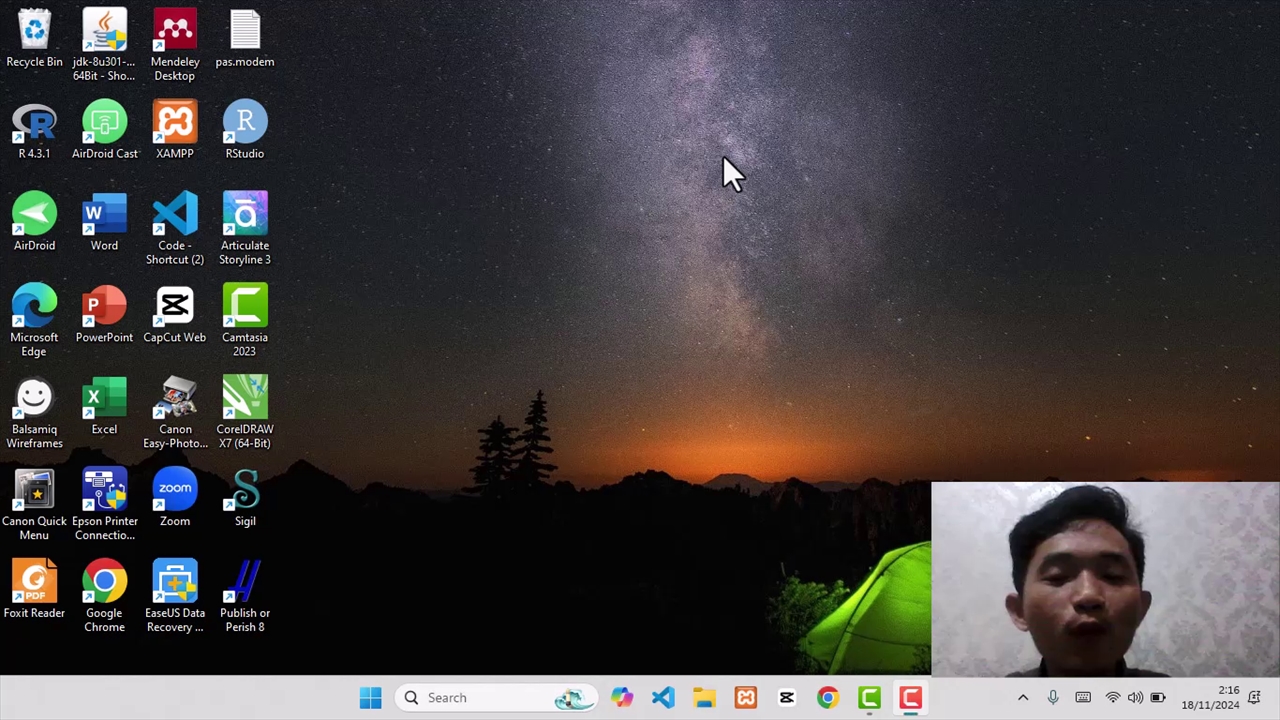 Recycle Bin
jdk-8u301-...
64Bit - Sho...
Mendeley
Desktop
pas.modem
R 4.3.1
AirDroid Cast
XAMPP
R
RStudio
AirDroid
W
Word
Code -
Shortcut (2)
a
Articulate
Storyline 3
Microsoft
Edge
P
PowerPoint
CapCut Web
Camtasia
2023
Balsamiq
Wireframes
X
Excel
Canon
Easy-Photo...
CorelDRAW
X7 (64-Bit)
Canon Quick
Menu
Epson Printer
Connectio...
zoom
Zoom
Sigil
PDF
Foxit Reader
Google
Chrome
EaseUS Data
Recovery ...
Publish or
Perish 8
Search
2:16
18/11/2024